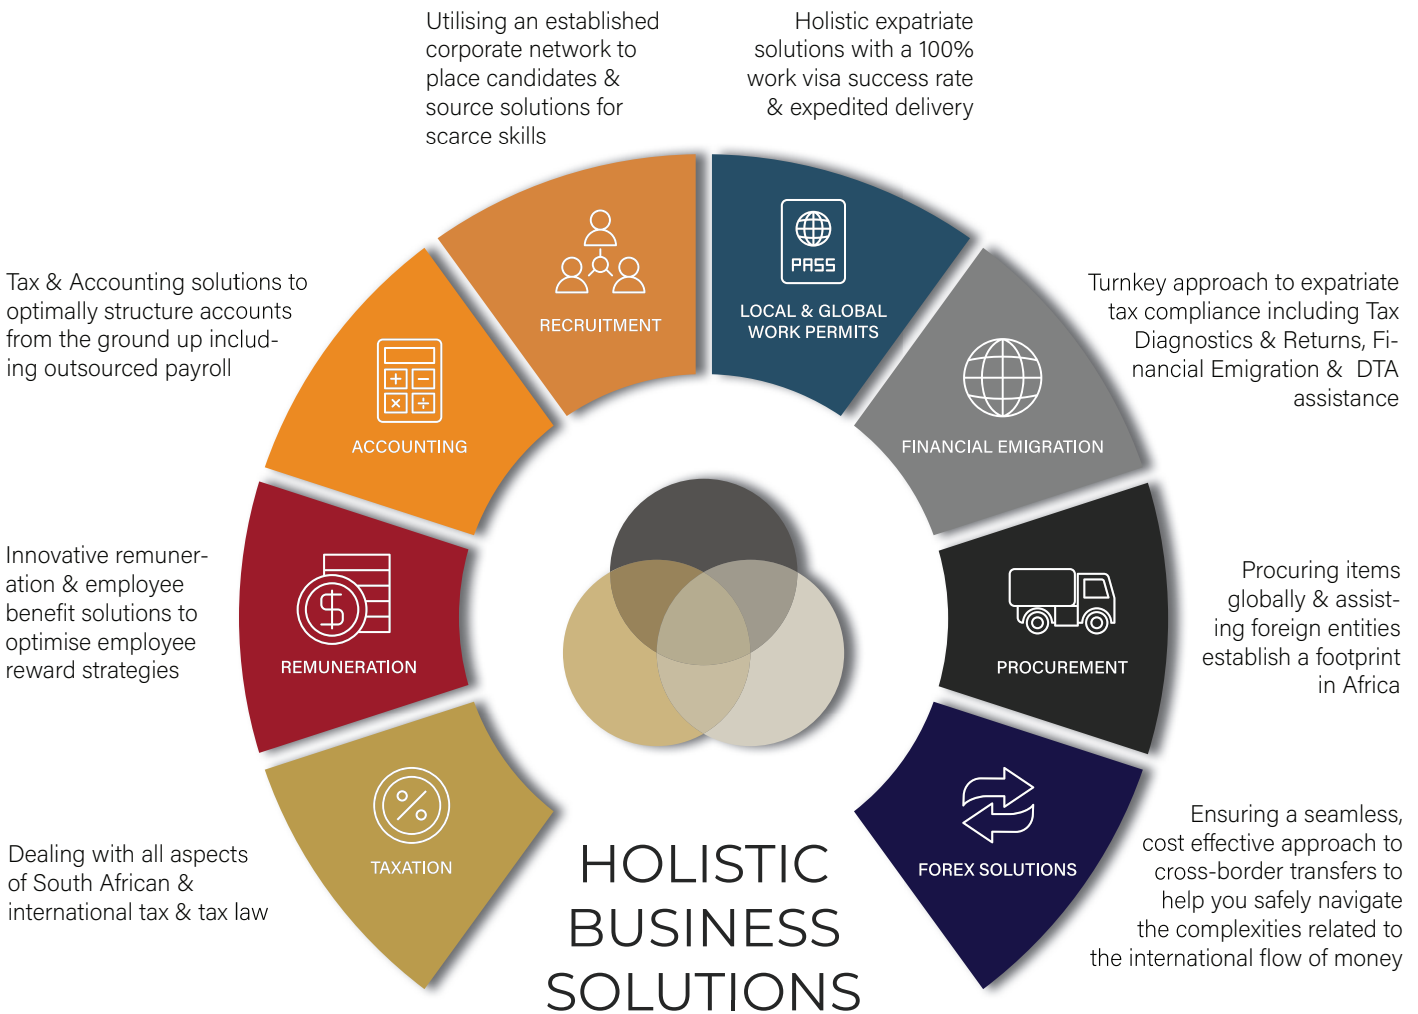 Utilising an established
corporate network to
place candidates &
source solutions for
scarce skills
Holistic expatriate
solutions with a 100%
work visa success rate
& expedited delivery
Tax & Accounting solutions to
optimally structure accounts
from the ground up includ-
ing outsourced payroll
RECRUITMENT
PASS
LOCAL & GLOBAL
WORK PERMITS
Turnkey approach to expatriate
tax compliance including Tax
Diagnostics & Returns, Fi-
nancial Emigration & DTA
assistance
ACCOUNTING
FINANCIAL EMIGRATION
Innovative remuner-
ation & employee
benefit solutions to
optimise employee
reward strategies
$
REMUNERATION
PROCUREMENT
Procuring items
globally & assist-
ing foreign entities
establish a footprint
in Africa
Dealing with all aspects
of South African &
international tax & tax law
%
TAXATION
FOREX SOLUTIONS
Ensuring a seamless,
cost effective approach to
cross-border transfers to
help you safely navigate
the complexities related to
the international flow of money
HOLISTIC
BUSINESS
SOLUTIONS